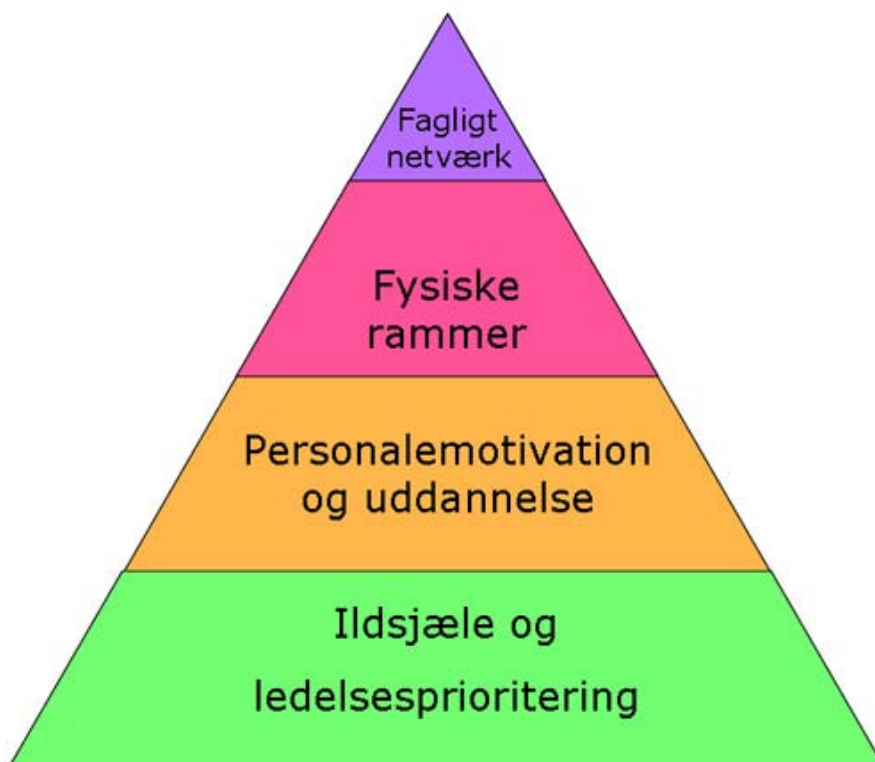 Fagligt
netværk
Fysiske
rammer
Personalemotivation
og uddannelse
Ildsjæle og
ledelsesprioritering